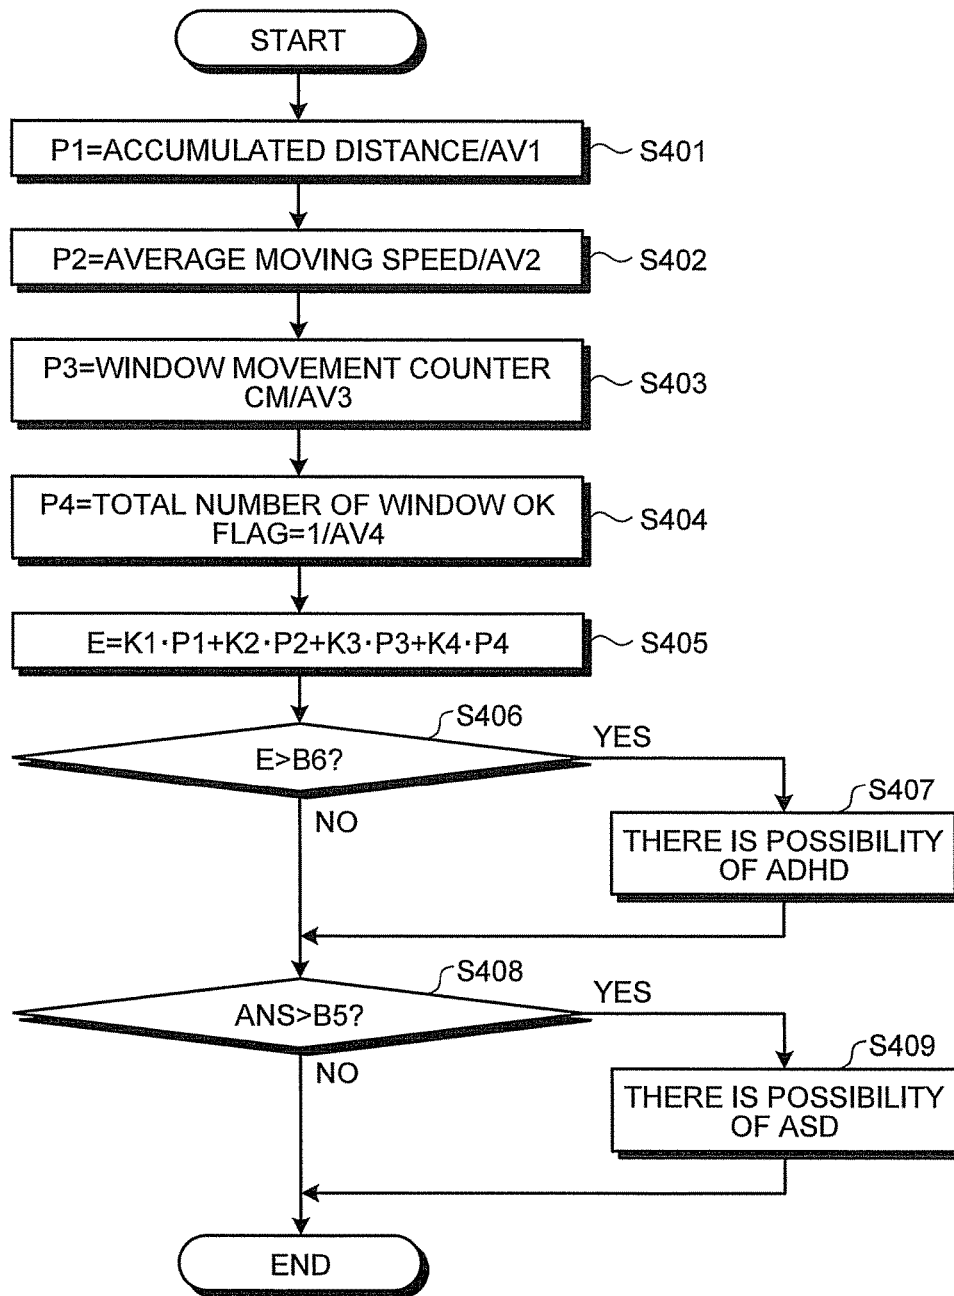 START
P1=ACCUMULATED DISTANCE/AV1
S401
P2=AVERAGE MOVING SPEED/AV2
S402
P3=WINDOW MOVEMENT COUNTER
CM/AV3
S403
P4=TOTAL NUMBER OF WINDOW OK
FLAG=1/AV4
S404
E=K1·P1+K2·P2+K3·P3+K4·P4
S405
S406
E>B6?
YES
NO
S407
THERE IS POSSIBILITY
OF ADHD
S408
ANS>B5?
YES
NO
S409
THERE IS POSSIBILITY
OF ASD
END